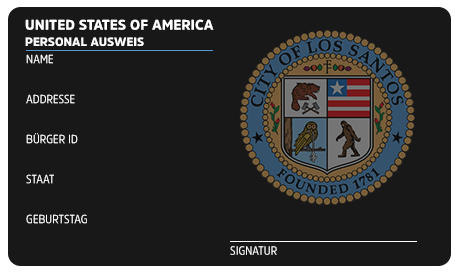 UNITED STATES OF AMERICA
PERSONAL AUSWEIS
NAME
ADDRESSE
BÜRGER ID
STAAT
GEBURTSTAG
CITY OF LOS SANTOS
FOUNDED 1781
SIGNATUR